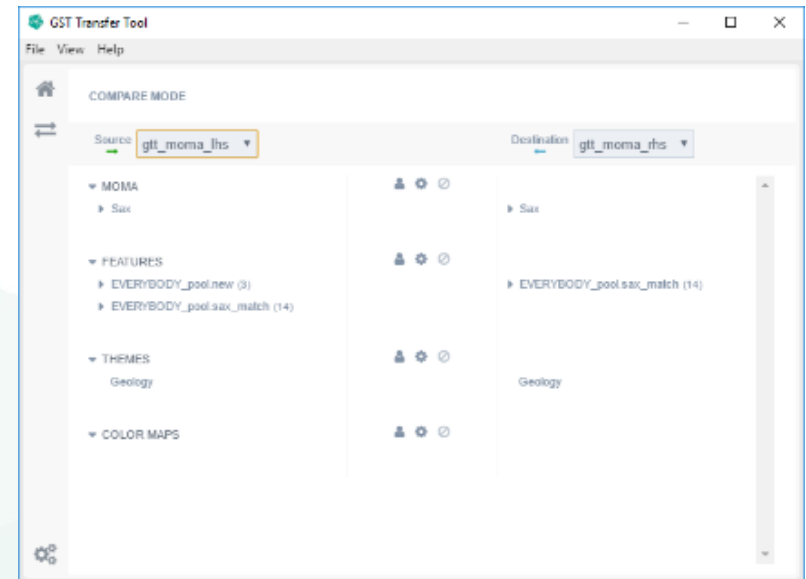 GST Transfer Tool
File View Help
COMPARE MODE
Source gtt_moma_lhs Destination gtt_moma_rhs
MOMA
Sax Sax
FEATURES
EVERYBODY_pool.new (3) EVERYBODY_pool.sax_match (14)
EVERYBODY_pool.sax_match (14)
THEMES
Geology Geology
COLOR MAPS